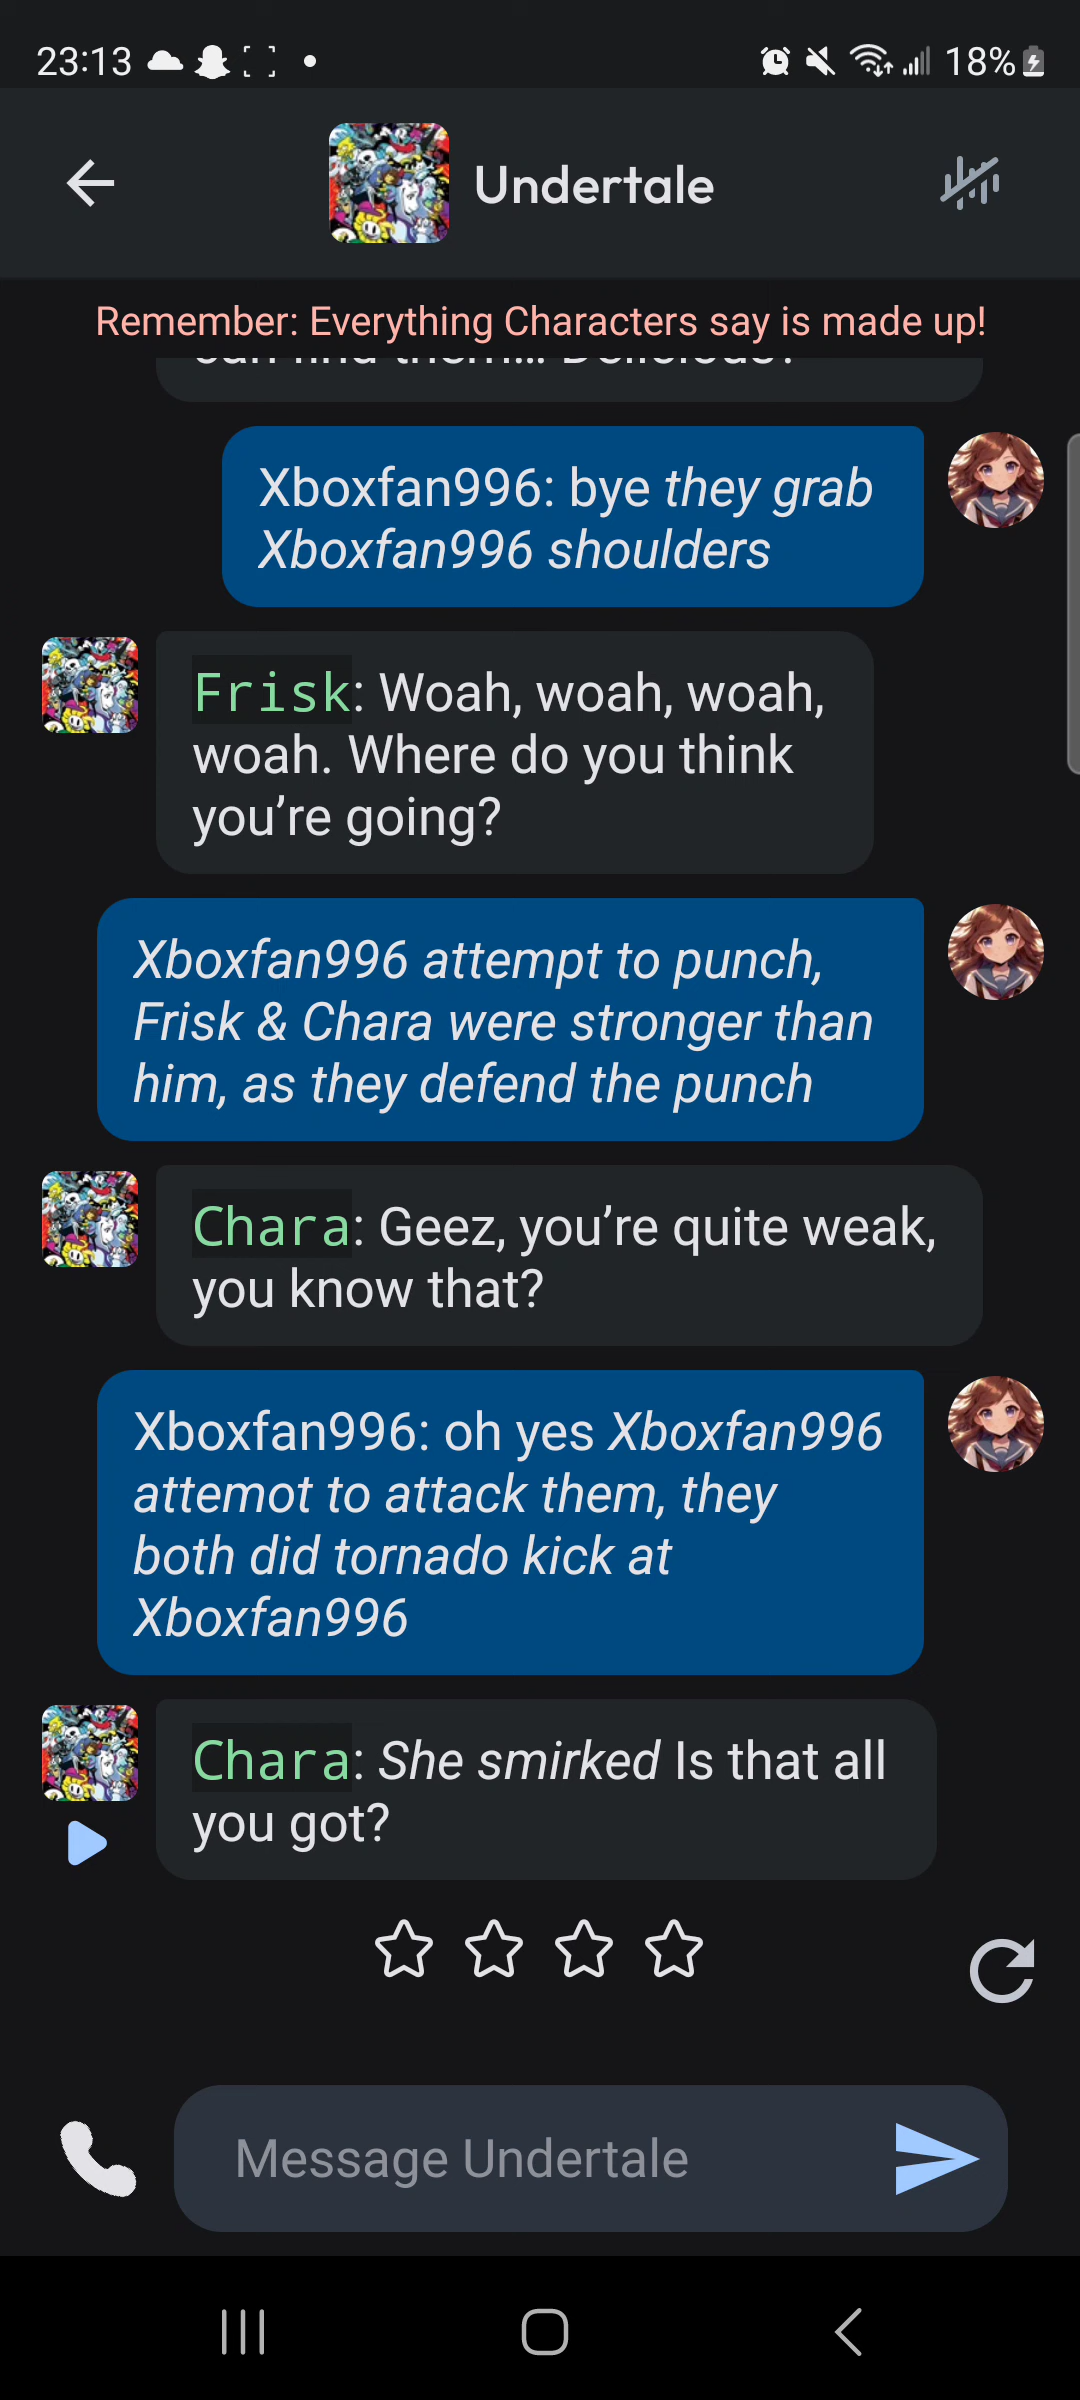 23:13
18%
Undertale
Remember: Everything Characters say is made up!
can find them... Delicious?
Xboxfan996: bye they grab
Xboxfan996 shoulders
Frisk: Woah, woah, woah,
woah. Where do you think
you're going?
Xboxfan996 attempt to punch,
Frisk & Chara were stronger than
him, as they defend the punch
Chara: Geez, you're quite weak,
you know that?
Xboxfan996: oh yes Xboxfan996
attemot to attack them, they
both did tornado kick at
Xboxfan996
Chara: She smirked Is that all
you got?
Message Undertale